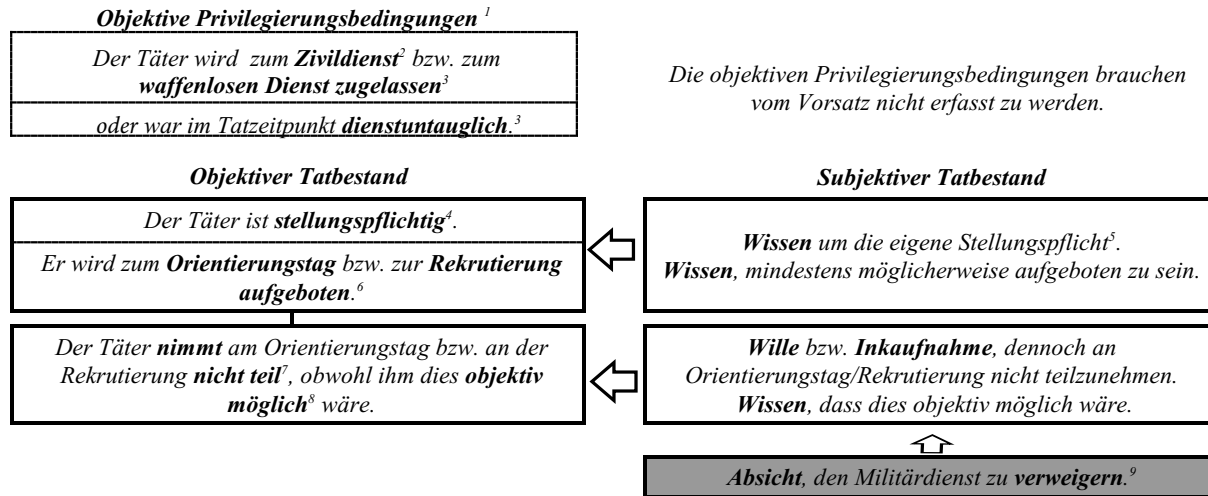 Objektive Privilegierungsbedingungen 1
Der Täter wird zum Zivildienst2 bzw. zum
waffenlosen Dienst zugelassen3
oder war im Tatzeitpunkt dienstuntauglich.3
Die objektiven Privilegierungsbedingungen brauchen
vom Vorsatz nicht erfasst zu werden.
Objektiver Tatbestand
Der Täter ist stellungspflichtig4.
Er wird zum Orientierungstag bzw. zur Rekrutierung
aufgeboten.6
Der Täter nimmt am Orientierungstag bzw. an der
Rekrutierung nicht teil7, obwohl ihm dies objektiv
möglich8 wäre.
Subjektiver Tatbestand
Wissen um die eigene Stellungspflicht5.
Wissen, mindestens möglicherweise aufgeboten zu sein.
Wille bzw. Inkaufnahme, dennoch an
Orientierungstag/Rekrutierung nicht teilzunehmen.
Wissen, dass dies objektiv möglich wäre.
Absicht, den Militärdienst zu verweigern.9